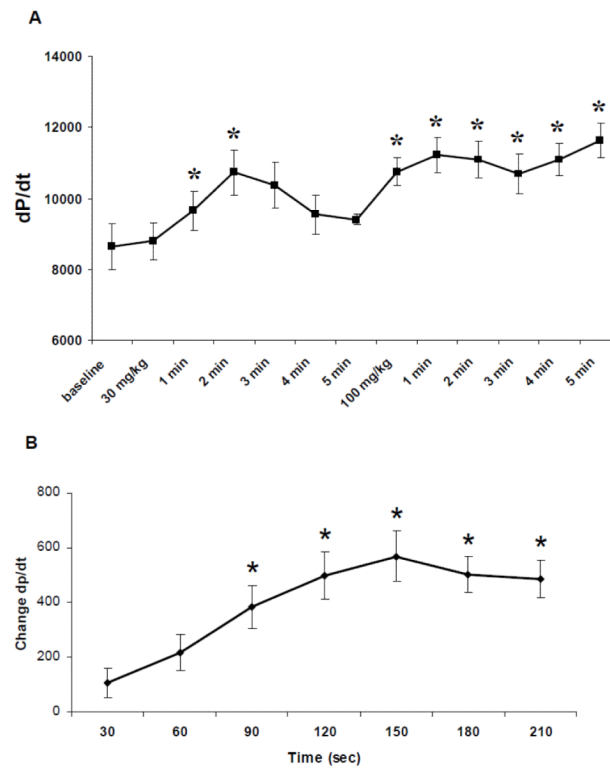 A
14000
12000
10000
8000
6000
dP/dt
* * * * * * * *
baseline
30 mg/kg
1 min
2 min
3 min
4 min
5 min
100 mg/kg
1 min
2 min
3 min
4 min
5 min
B
800
600
400
200
0
Change dp/dt
* * * * *
30 60 90 120 150 180 210
Time (sec)